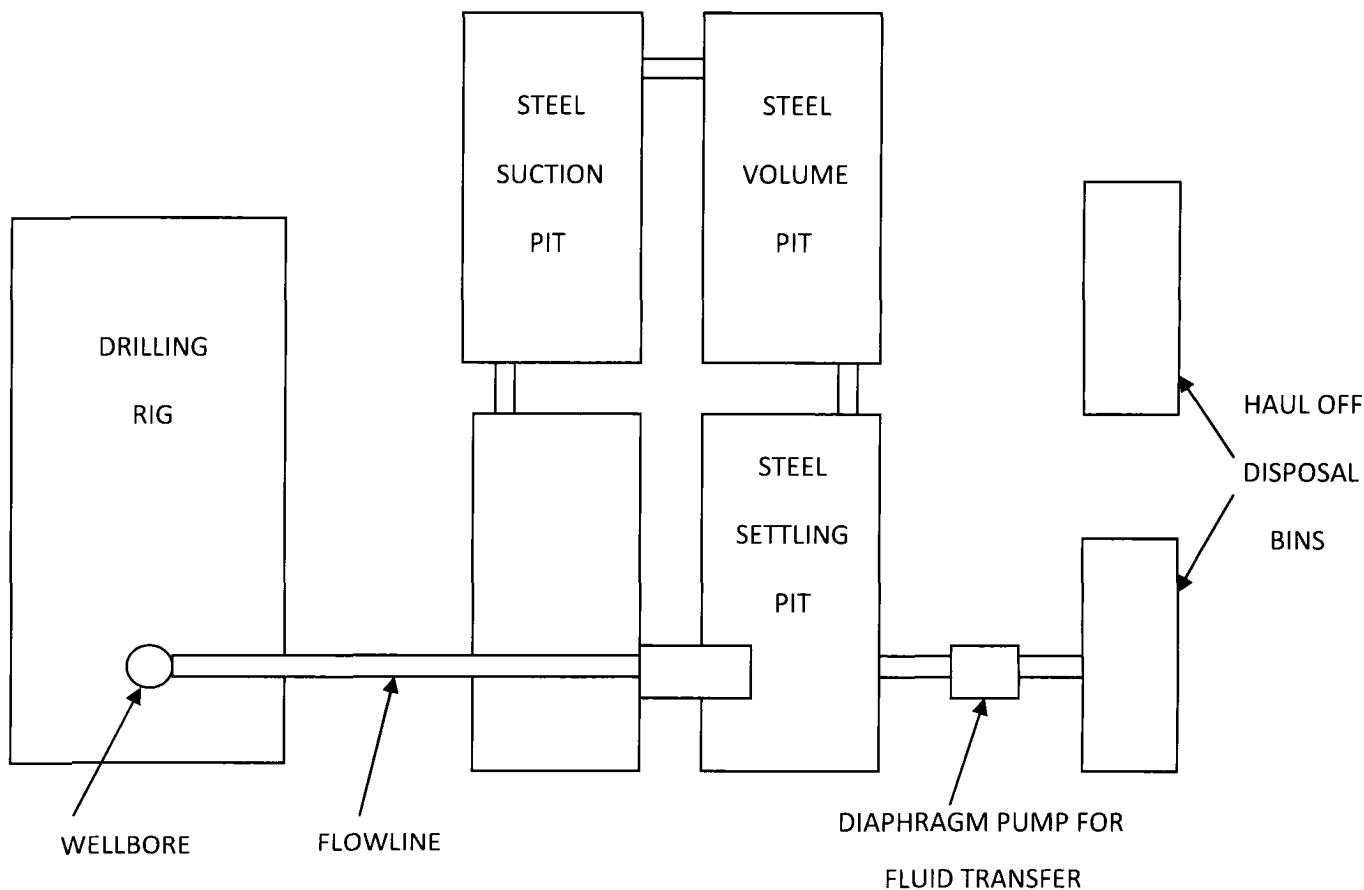 STEEL
SUCTION
PIT
STEEL
VOLUME
PIT
DRILLING
RIG
STEEL
SETTLING
PIT
HAUL OFF
DISPOSAL
BINS
WELLBORE
FLOWLINE
DIAPHRAGM PUMP FOR
FLUID TRANSFER